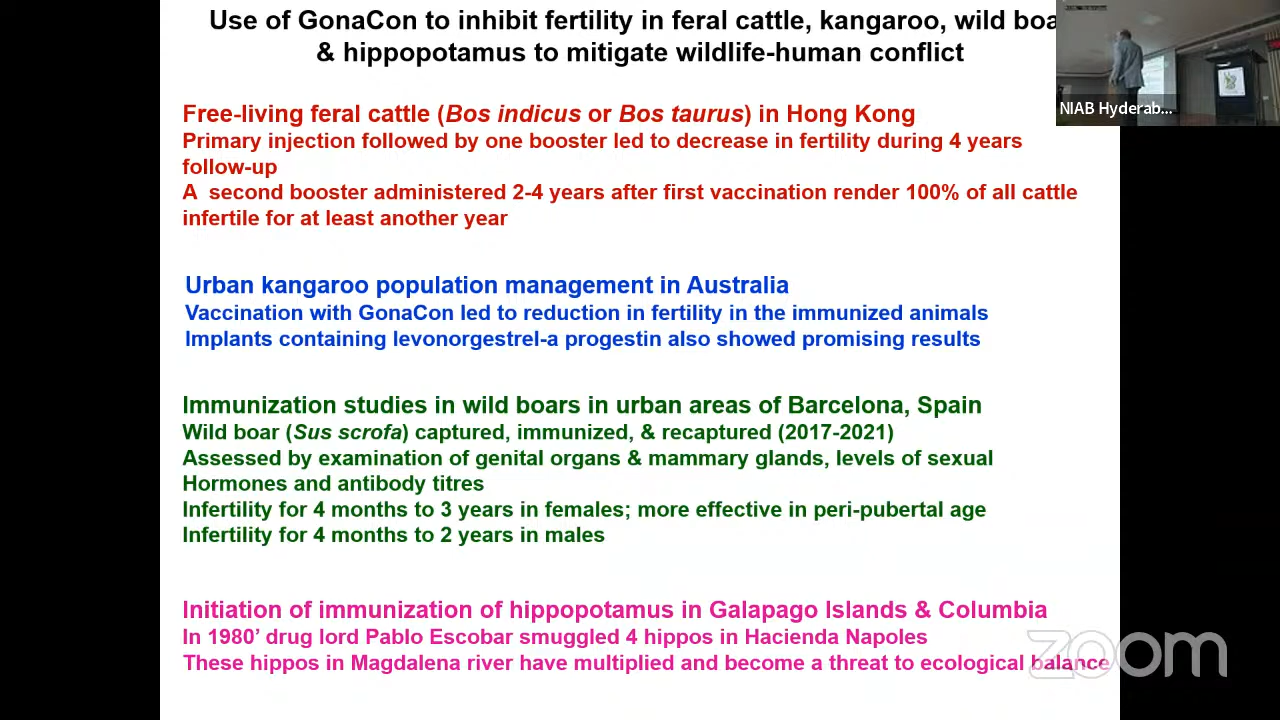 Use of GonaCon to inhibit fertility in feral cattle, kangaroo, wild boa
& hippopotamus to mitigate wildlife-human conflict
NIAB Hyderab...
Free-living feral cattle (Bos indicus or Bos taurus) in Hong Kong
Primary injection followed by one booster led to decrease in fertility during 4 years
follow-up
A second booster administered 2-4 years after first vaccination render 100% of all cattle
infertile for at least another year
Urban kangaroo population management in Australia
Vaccination with GonaCon led to reduction in fertility in the immunized animals
Implants containing levonorgestrel-a progestin also showed promising results
Immunization studies in wild boars in urban areas of Barcelona, Spain
Wild boar (Sus scrofa) captured, immunized, & recaptured (2017-2021)
Assessed by examination of genital organs & mammary glands, levels of sexual
Hormones and antibody titres
Infertility for 4 months to 3 years in females; more effective in peri-pubertal age
Infertility for 4 months to 2 years in males
Initiation of immunization of hippopotamus in Galapago Islands & Columbia
In 1980’ drug lord Pablo Escobar smuggled 4 hippos in Hacienda Napoles
These hippos in Magdalena river have multiplied and become a threat to ecological balance
zoom